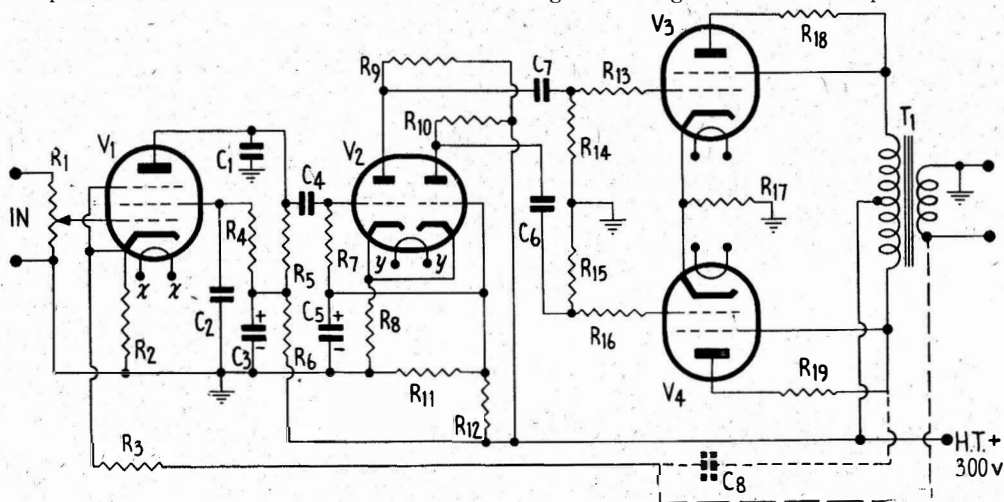 V3
R18
R9
C7
R13
R10
T1
V1
C1
V2
R14
R1
C4
R17
IN
R4
C6
R7
R15
R5
x x
y y
C2
C5
+
R8
R16
+
R2
C3
-
-
R6
R11
R19
V4
R12
H.T.+
R3
300v
C8